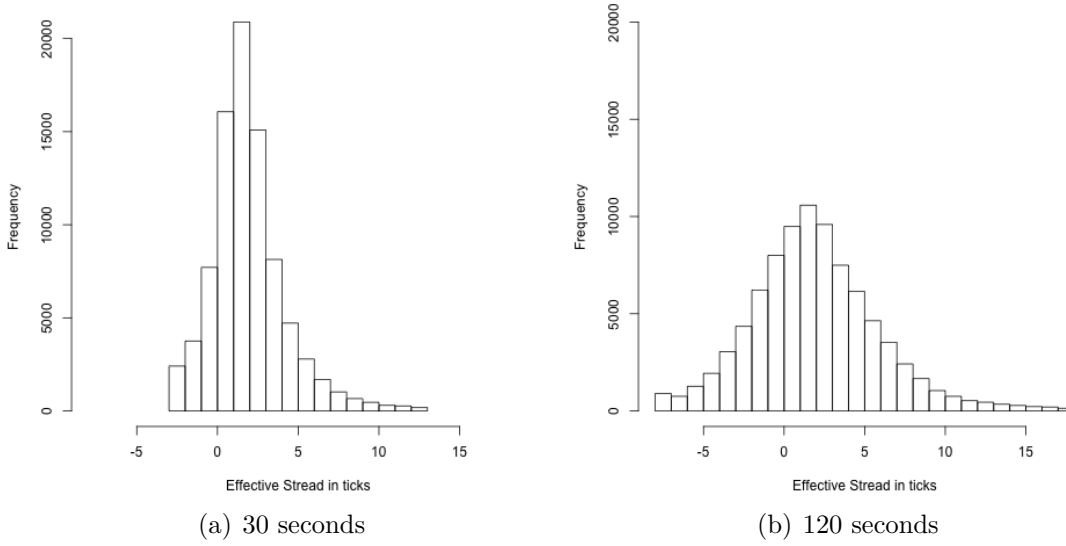 Frequency
0
5000
10000
15000
20000
-5 0 5 10 15
Effective Stread in ticks
(a) 30 seconds
Frequency
0
5000
10000
15000
20000
-5 0 5 10 15
Effective Stread in ticks
(b) 120 seconds